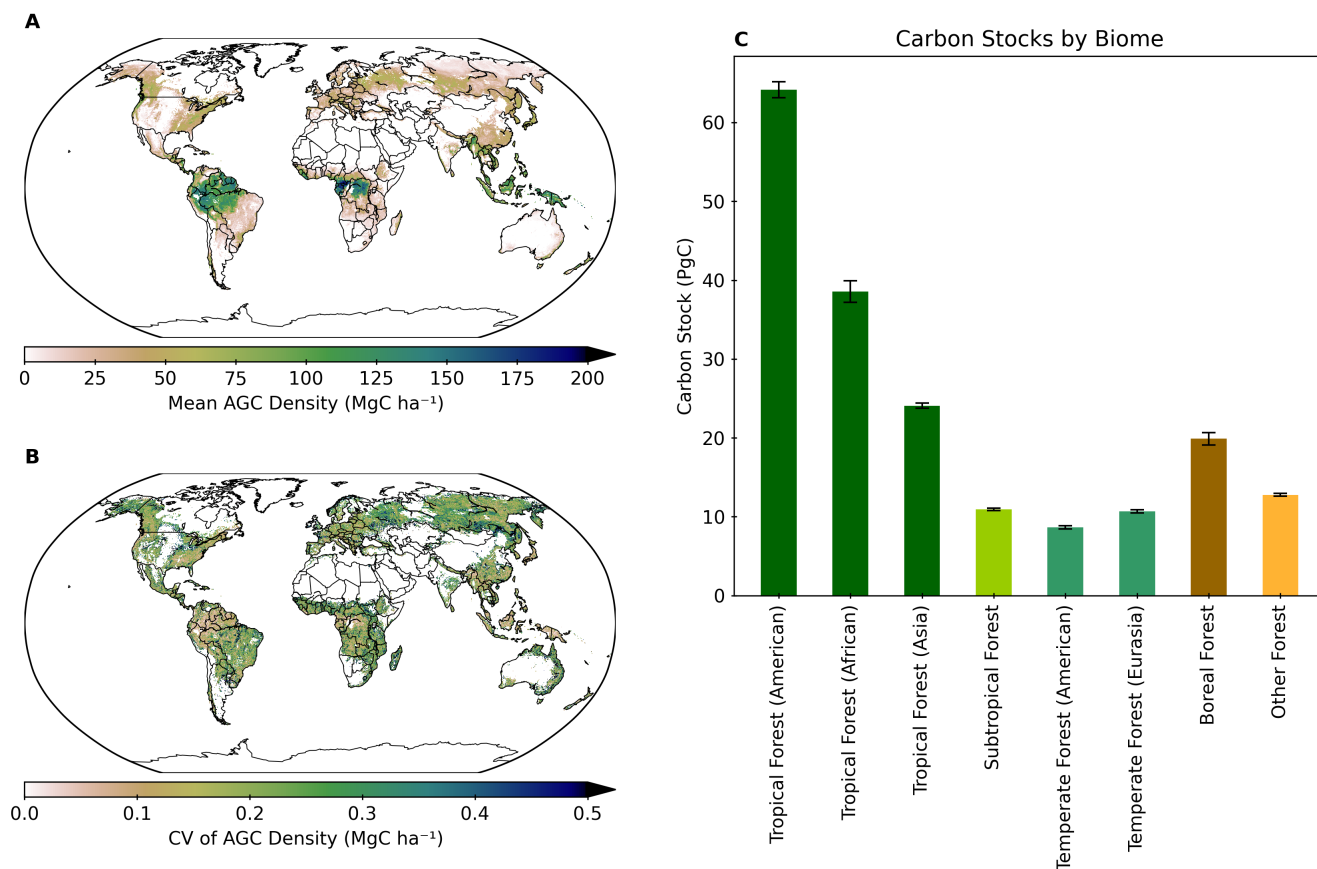 A
0 25 50 75 100 125 150 175 200
Mean AGC Density (MgC ha⁻¹)
B
0.0 0.1 0.2 0.3 0.4 0.5
CV of AGC Density (MgC ha⁻¹)
C
Carbon Stocks by Biome
Carbon Stock (PgC)
60
50
40
30
20
10
0
Tropical Forest (American)
Tropical Forest (African)
Tropical Forest (Asia)
Subtropical Forest
Temperate Forest (American)
Temperate Forest (Eurasia)
Boreal Forest
Other Forest